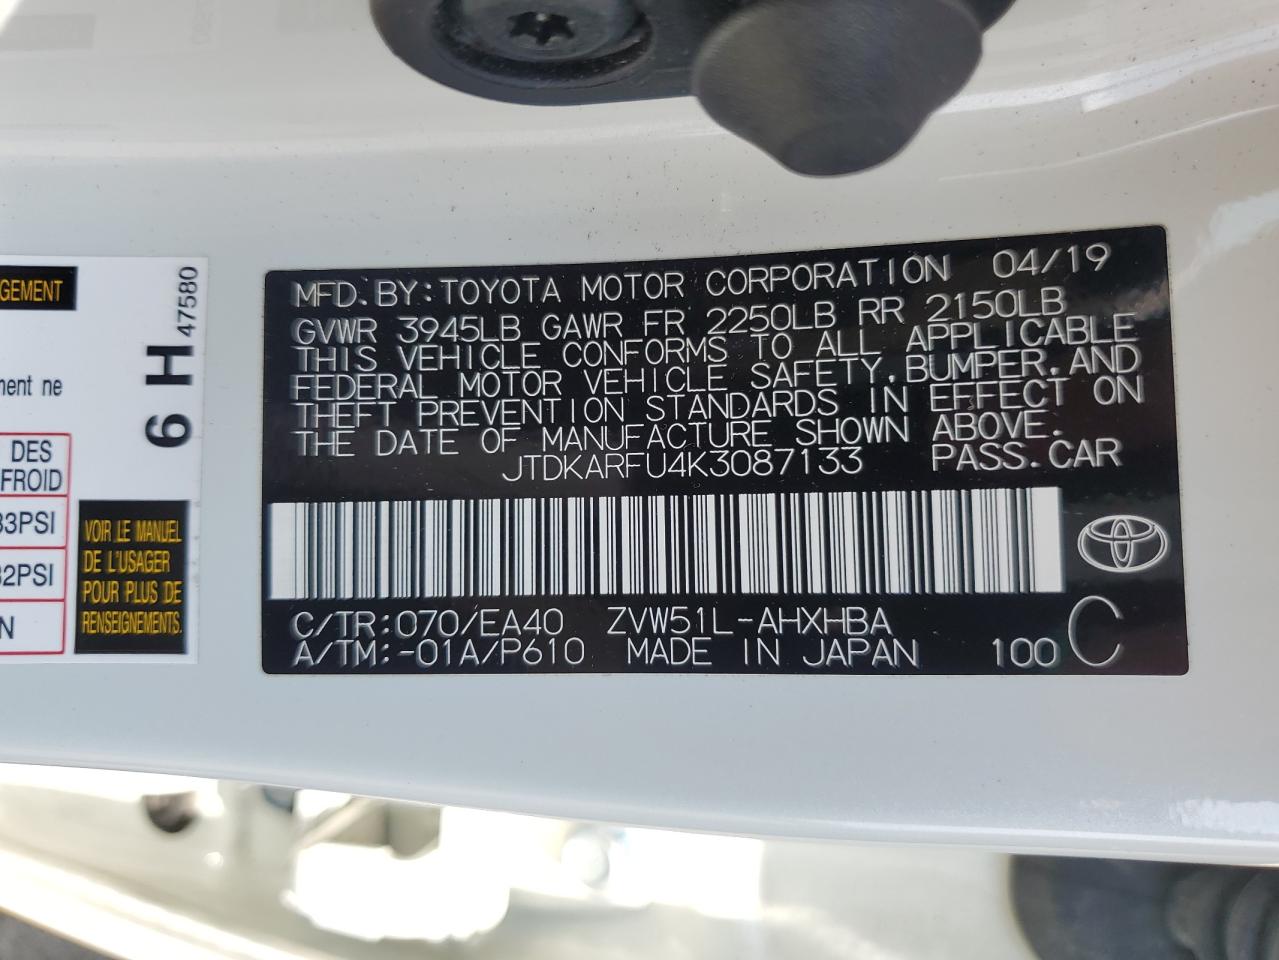 GEMENT
ment ne
DES
FROID
33PSI
32PSI
N
6 H 47580
VOIR LE MANUEL
DE L'USAGER
POUR PLUS DE
RENSEIGNEMENTS.
MFD.BY:TOYOTA MOTOR CORPORATION 04/19
GVWR 3945LB GAWR FR 2250LB RR 2150LB
THIS VEHICLE CONFORMS TO ALL APPLICABLE
FEDERAL MOTOR VEHICLE SAFETY,BUMPER,AND
THEFT PREVENTION STANDARDS IN EFFECT ON
THE DATE OF MANUFACTURE SHOWN ABOVE.
JTDKARFU4K3087133 PASS.CAR
C/TR:070/EA40 ZVW51L-AHXHBA
A/TM:-01A/P610 MADE IN JAPAN 100 C